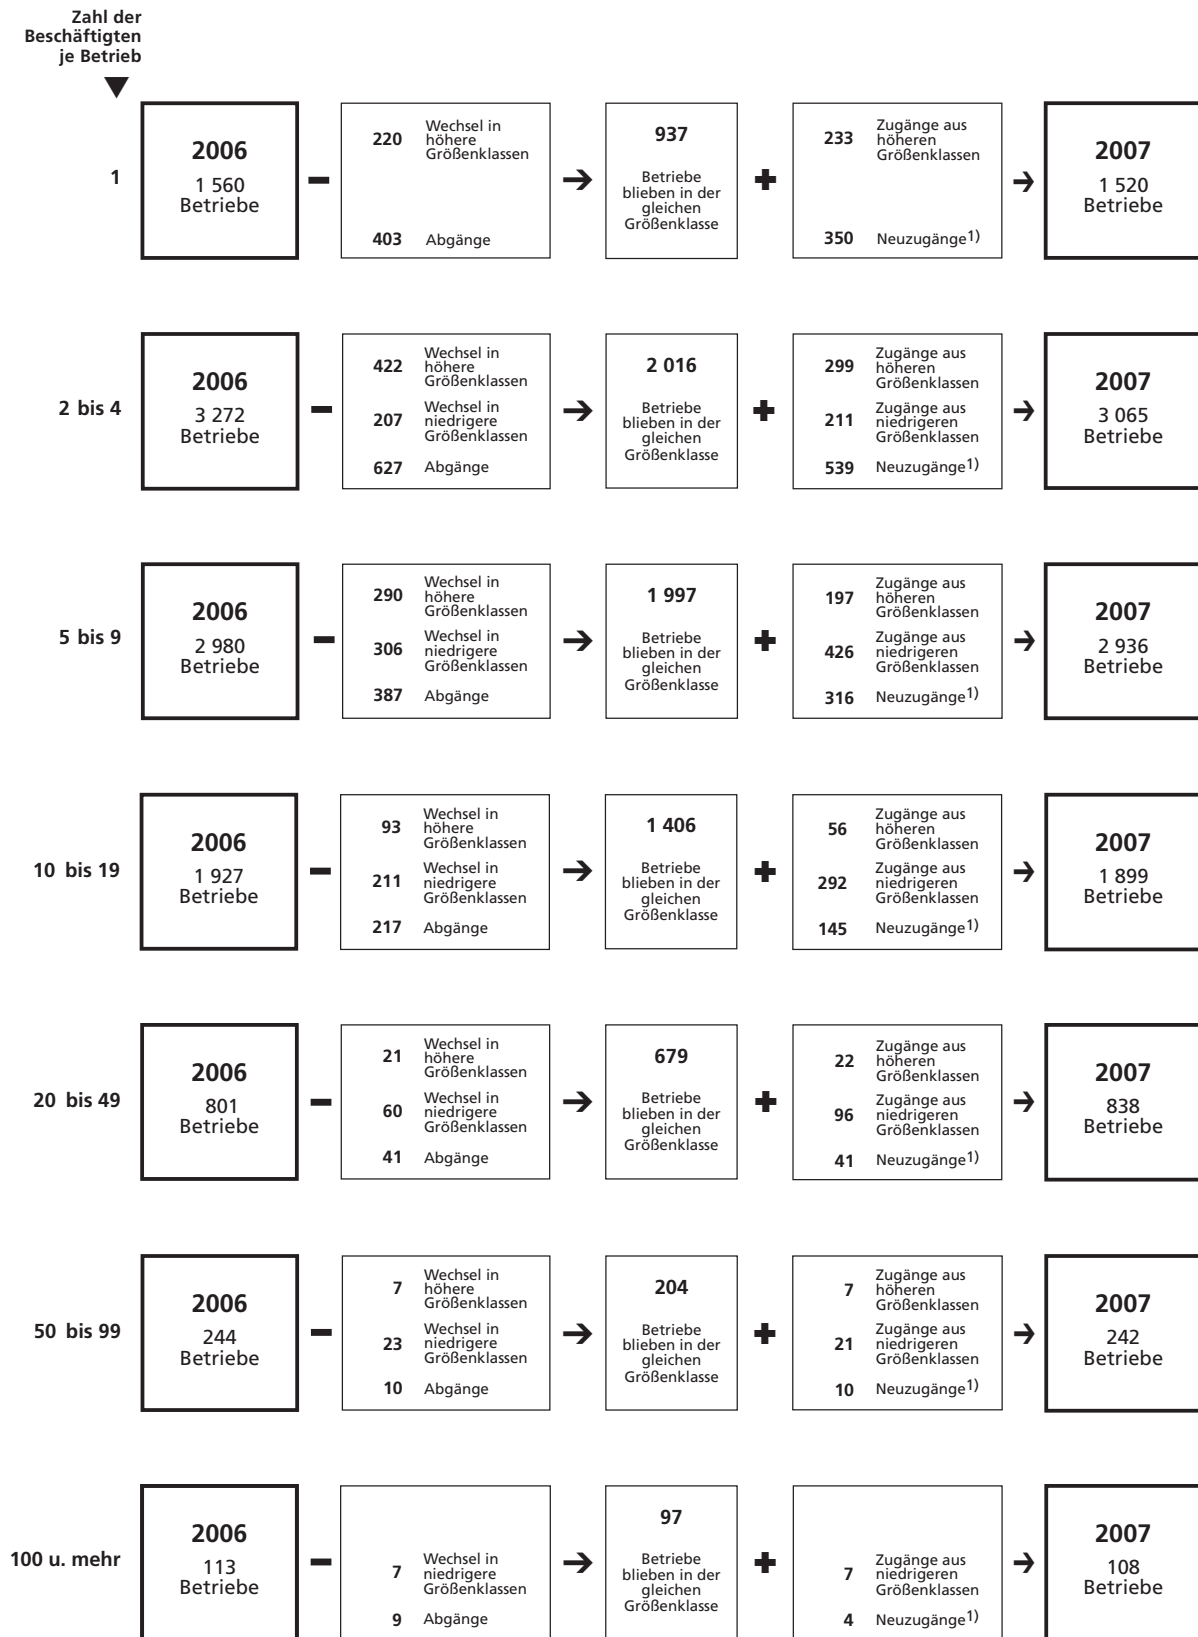 Zahl der
Beschäftigten
je Betrieb
1
2006
1 560
Betriebe
220 Wechsel in
höhere
Größenklassen
403 Abgänge
937
Betriebe
blieben in der
gleichen
Größenklasse
233 Zugänge aus
höheren
Größenklassen
350 Neuzugänge1)
2007
1 520
Betriebe
2 bis 4
2006
3 272
Betriebe
422 Wechsel in
höhere
Größenklassen
207 Wechsel in
niedrigere
Größenklassen
627 Abgänge
2 016
Betriebe
blieben in der
gleichen
Größenklasse
299 Zugänge aus
höheren
Größenklassen
211 Zugänge aus
niedrigeren
Größenklassen
539 Neuzugänge1)
2007
3 065
Betriebe
5 bis 9
2006
2 980
Betriebe
290 Wechsel in
höhere
Größenklassen
306 Wechsel in
niedrigere
Größenklassen
387 Abgänge
1 997
Betriebe
blieben in der
gleichen
Größenklasse
197 Zugänge aus
höheren
Größenklassen
426 Zugänge aus
niedrigeren
Größenklassen
316 Neuzugänge1)
2007
2 936
Betriebe
10 bis 19
2006
1 927
Betriebe
93 Wechsel in
höhere
Größenklassen
211 Wechsel in
niedrigere
Größenklassen
217 Abgänge
1 406
Betriebe
blieben in der
gleichen
Größenklasse
56 Zugänge aus
höheren
Größenklassen
292 Zugänge aus
niedrigeren
Größenklassen
145 Neuzugänge1)
2007
1 899
Betriebe
20 bis 49
2006
801
Betriebe
21 Wechsel in
höhere
Größenklassen
60 Wechsel in
niedrigere
Größenklassen
41 Abgänge
679
Betriebe
blieben in der
gleichen
Größenklasse
22 Zugänge aus
höheren
Größenklassen
96 Zugänge aus
niedrigeren
Größenklassen
41 Neuzugänge1)
2007
838
Betriebe
50 bis 99
2006
244
Betriebe
7 Wechsel in
höhere
Größenklassen
23 Wechsel in
niedrigere
Größenklassen
10 Abgänge
204
Betriebe
blieben in der
gleichen
Größenklasse
7 Zugänge aus
höheren
Größenklassen
21 Zugänge aus
niedrigeren
Größenklassen
10 Neuzugänge1)
2007
242
Betriebe
100 u. mehr
2006
113
Betriebe
7 Wechsel in
niedrigere
Größenklassen
9 Abgänge
97
Betriebe
blieben in der
gleichen
Größenklasse
7 Zugänge aus
niedrigeren
Größenklassen
4 Neuzugänge1)
2007
108
Betriebe